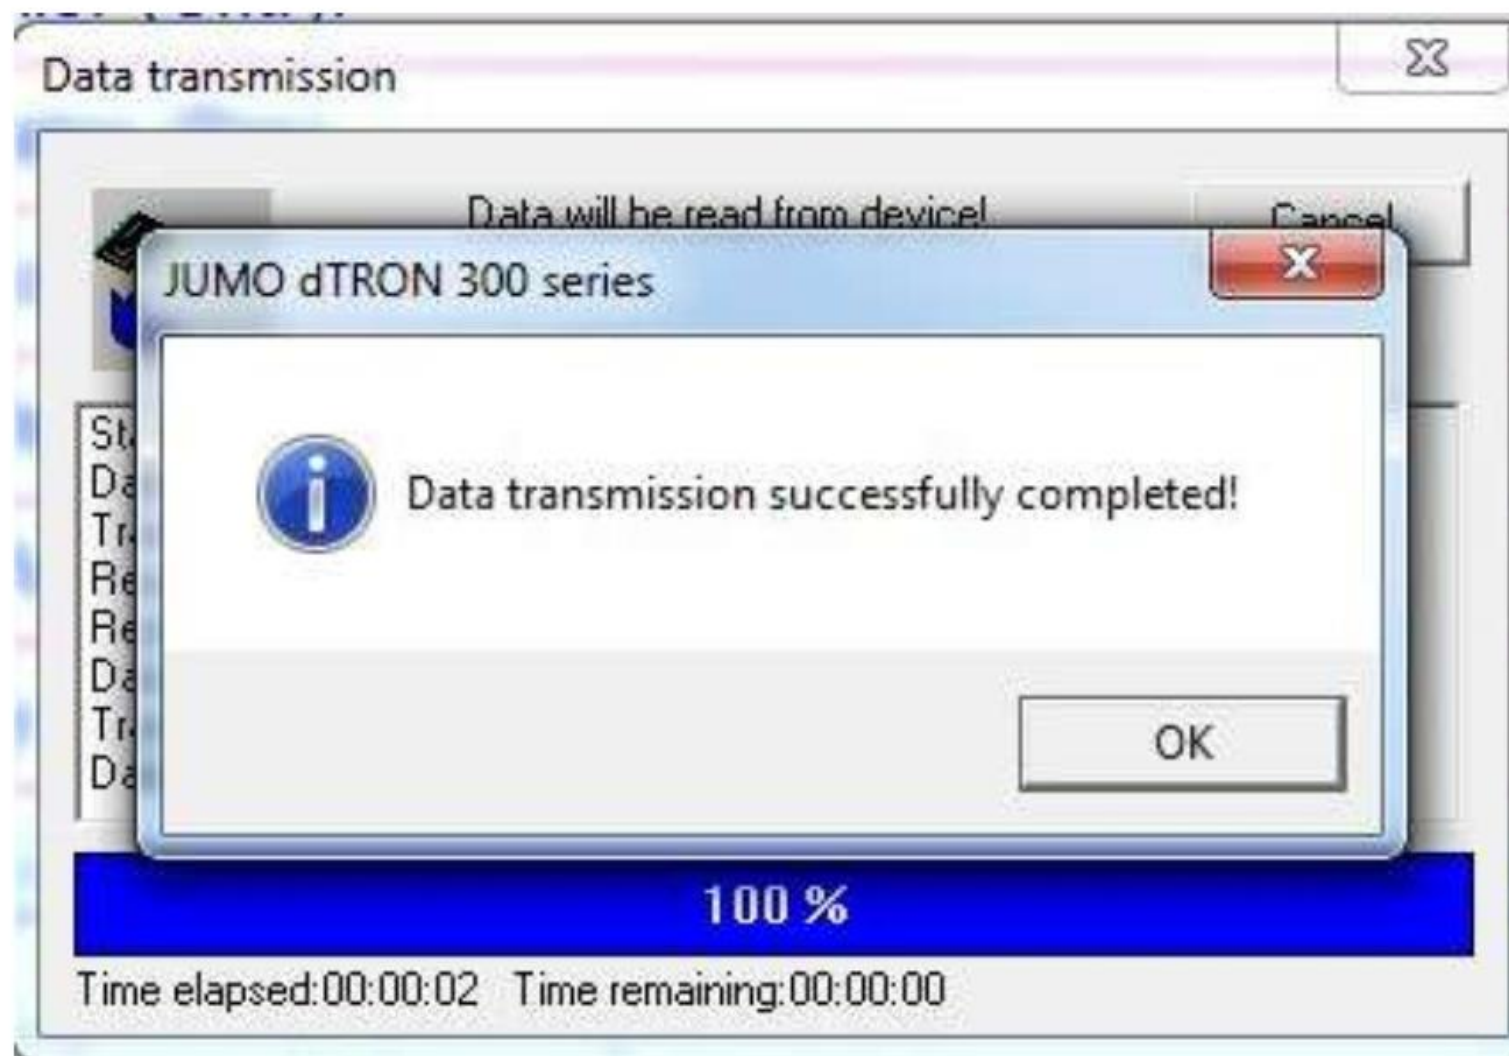 Data transmission
Data will be read from device!
Cancel
JUMO dTRON 300 series
Data transmission successfully completed!
OK
100 %
Time elapsed:00:00:02 Time remaining:00:00:00